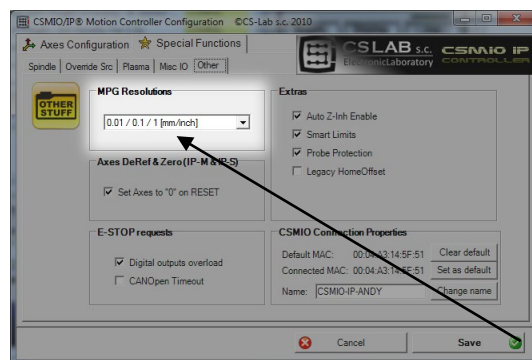 CSMIO/IP® Motion Controller Configuration ©CS-Lab s.c. 2010
Axes Configuration Special Functions
CSLAB s.c.
ElectronicLaboratory
CSMIO IP
CONTROLLER
Spindle Override Src Plasma Misc IO Other
OTHER STUFF
MPG Resolutions
0.01 / 0.1 / 1 [mm/inch]
Extras
Auto Z-Inh Enable
Smart Limits
Probe Protection
Legacy HomeOffset
Axes DeRef & Zero (IP-M & IP-S)
Set Axes to "0" on RESET
E-STOP requests
Digital outputs overload
CANOpen Timeout
CSMIO Connection Properties
Default MAC: 00:04:A3:14:5F:51 Clear default
Connected MAC: 00:04:A3:14:5F:51 Set as default
Name: CSMIO-IP-ANDY Change name
Cancel Save